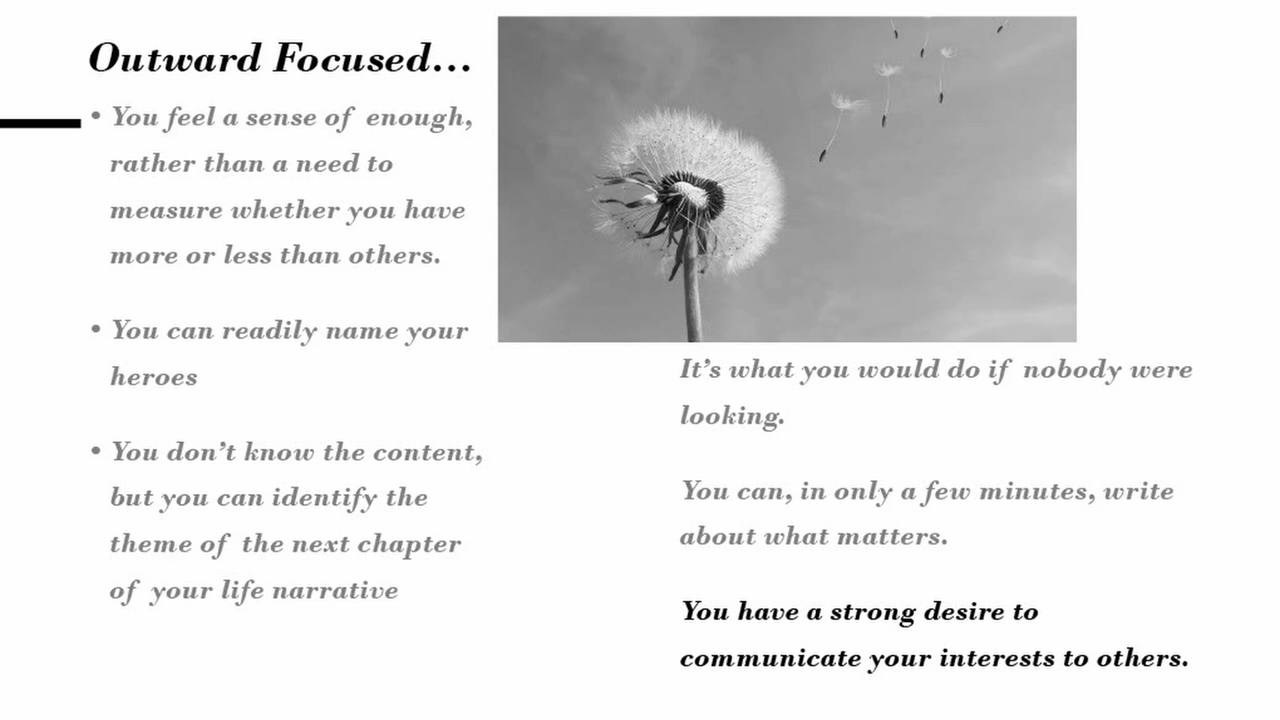 Outward Focused...
• You feel a sense of enough,
rather than a need to
measure whether you have
more or less than others.
• You can readily name your
heroes
• You don’t know the content,
but you can identify the
theme of the next chapter
of your life narrative
It’s what you would do if nobody were
looking.
You can, in only a few minutes, write
about what matters.
You have a strong desire to
communicate your interests to others.